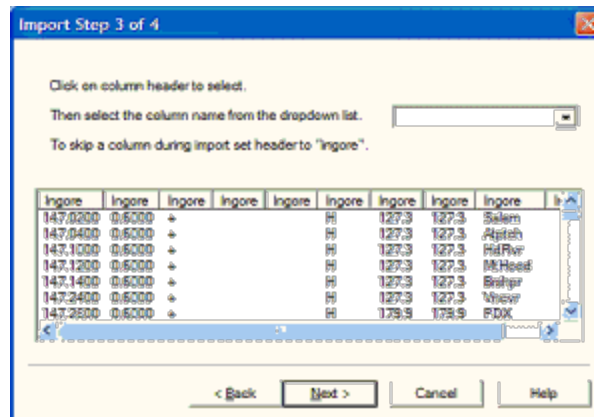 Import Step 3 of 4
Click on column header to select.
Then select the column name from the dropdown list.
To skip a column during import set header to "Ingore".
Ingore Ingore Ingore Ingore Ingore Ingore Ingore Ingore Ingore
147.0200 0.6000 + H 127.3 127.3 Salem
147.0400 0.6000 + H 127.3 127.3
147.1000 0.6000 + H 127.3 127.3 HdRvr
147.1200 0.6000 + H 127.3 127.3 Mt.Hood
147.1400 0.6000 + H 127.3 127.3
147.2400 0.6000 + H 127.3 127.3
147.2800 0.6000 + H 179.9 179.9 PDX
< Back Next > Cancel Help